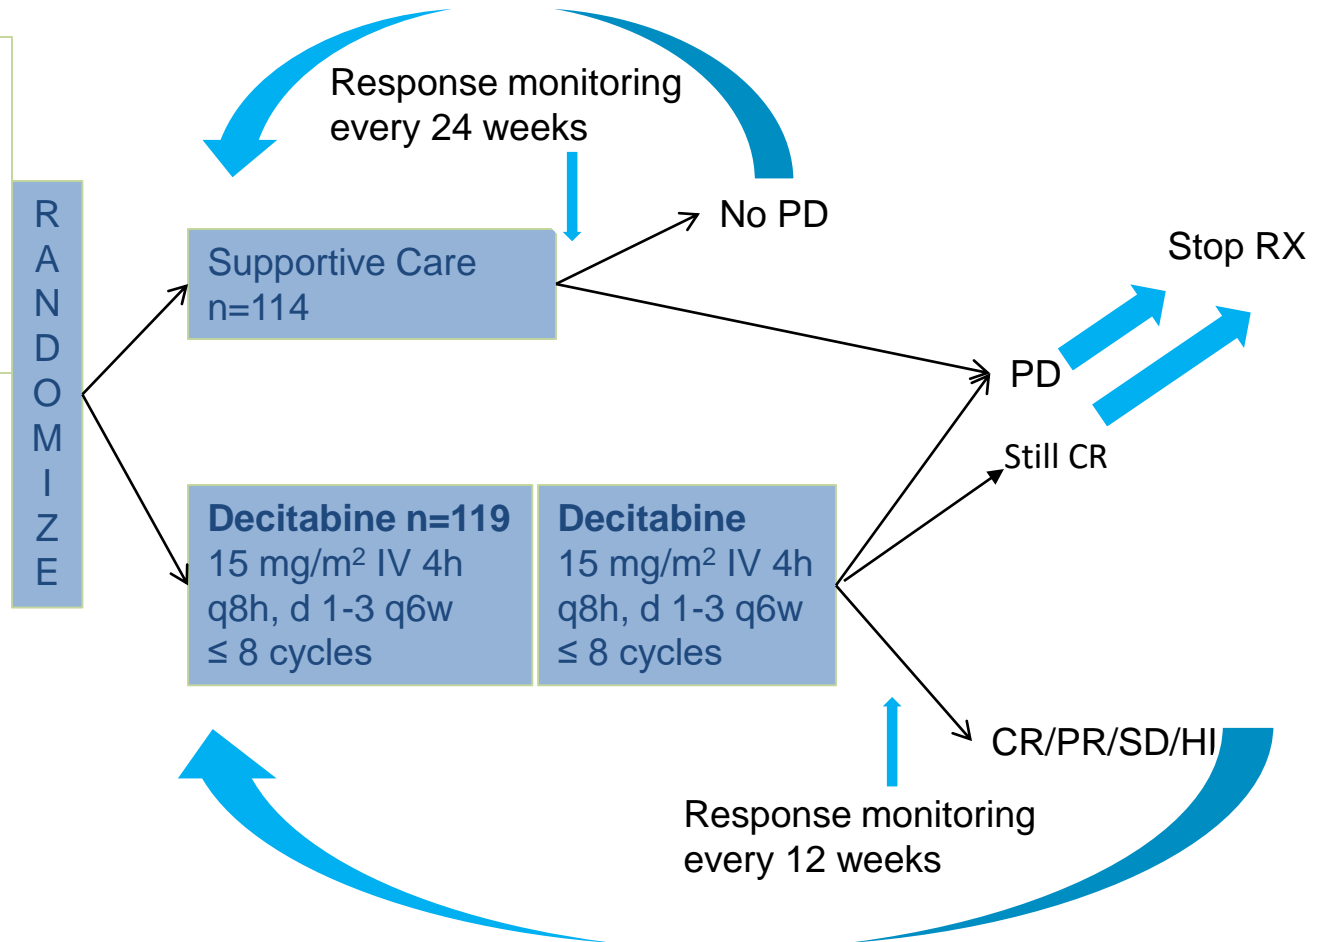 Response monitoring
every 24 weeks
R
A
N
D
O
M
I
Z
E
Supportive Care
n=114
No PD
Stop RX
PD
Still CR
Decitabine n=119
15 mg/m² IV 4h
q8h, d 1-3 q6w
≤ 8 cycles
Decitabine
15 mg/m² IV 4h
q8h, d 1-3 q6w
≤ 8 cycles
CR/PR/SD/HI
Response monitoring
every 12 weeks